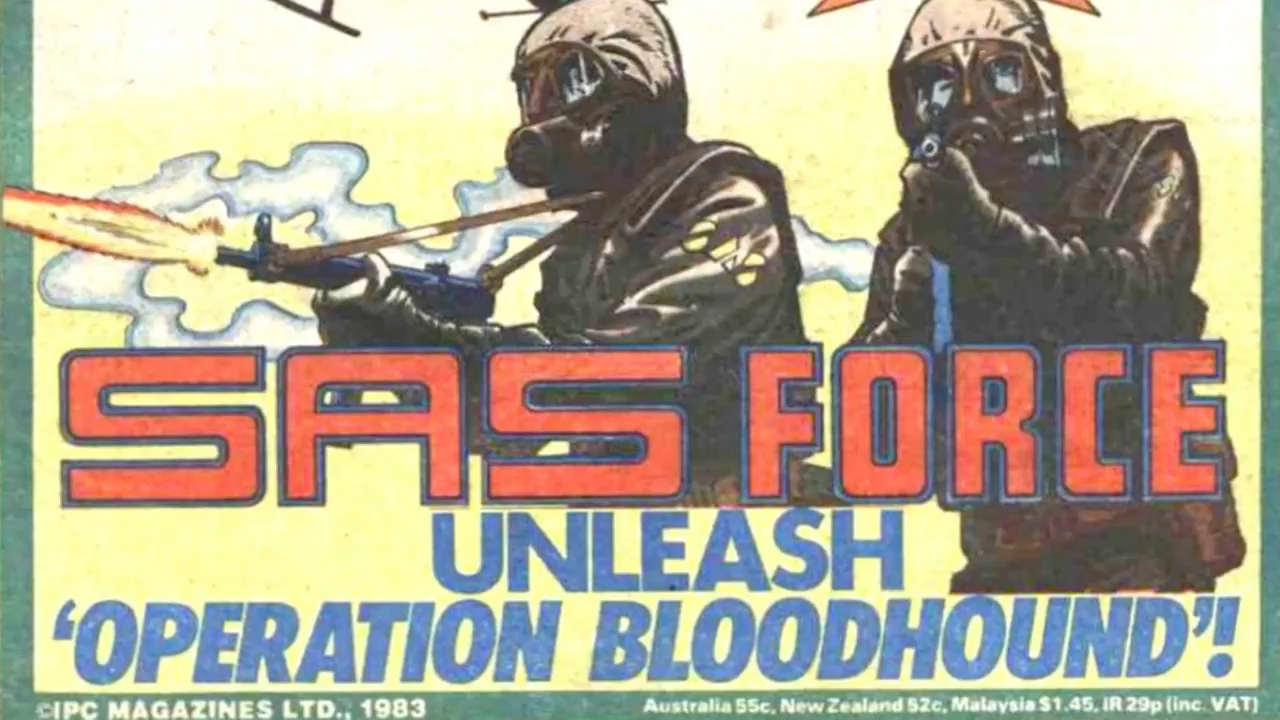 SAS FORCE
UNLEASH
‘OPERATION BLOODHOUND’!
©IPC MAGAZINES LTD., 1983
Australia 55c, New Zealand 52c, Malaysia $1.45, IR 29p (inc. VAT)